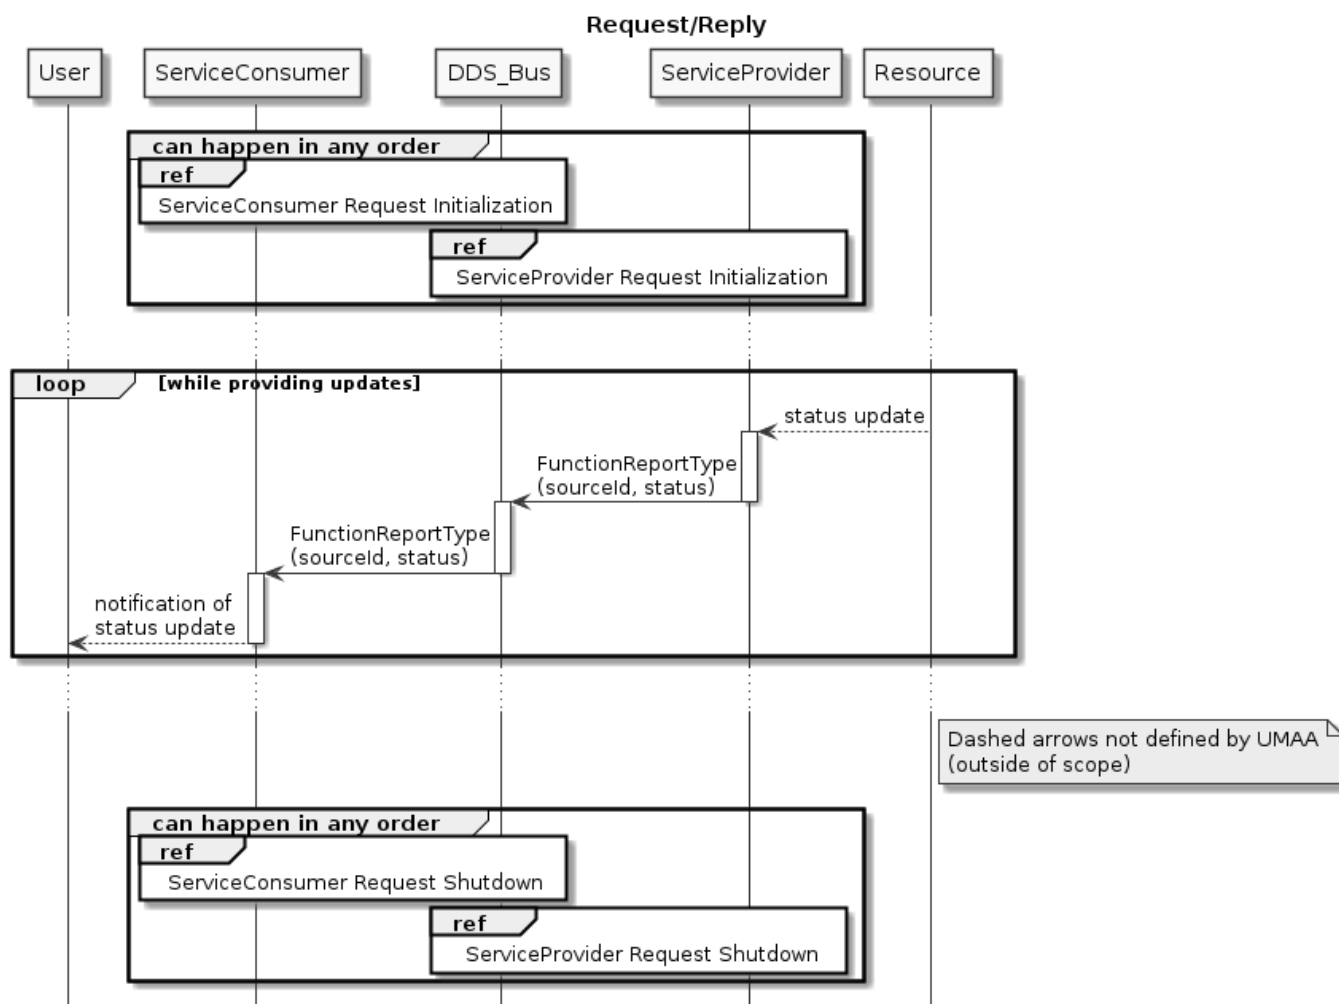 Request/Reply
User
ServiceConsumer
DDS_Bus
ServiceProvider
Resource
can happen in any order
ref
ServiceConsumer Request Initialization
ref
ServiceProvider Request Initialization
loop
[while providing updates]
status update
FunctionReportType
(sourceId, status)
FunctionReportType
(sourceId, status)
notification of
status update
Dashed arrows not defined by UMAA
(outside of scope)
can happen in any order
ref
ServiceConsumer Request Shutdown
ref
ServiceProvider Request Shutdown